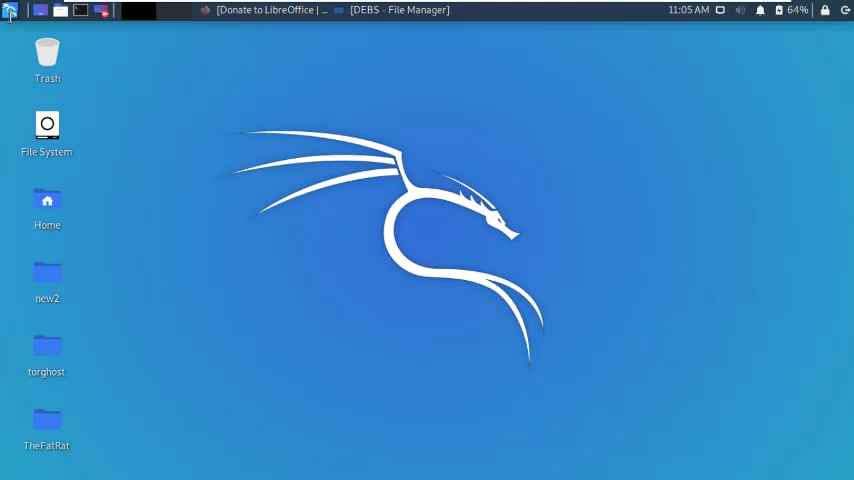 [Donate to LibreOffice | ... [DEBS - File Manager] 11:05 AM 64%
Trash
File System
Home
new2
torghost
TheFatRat